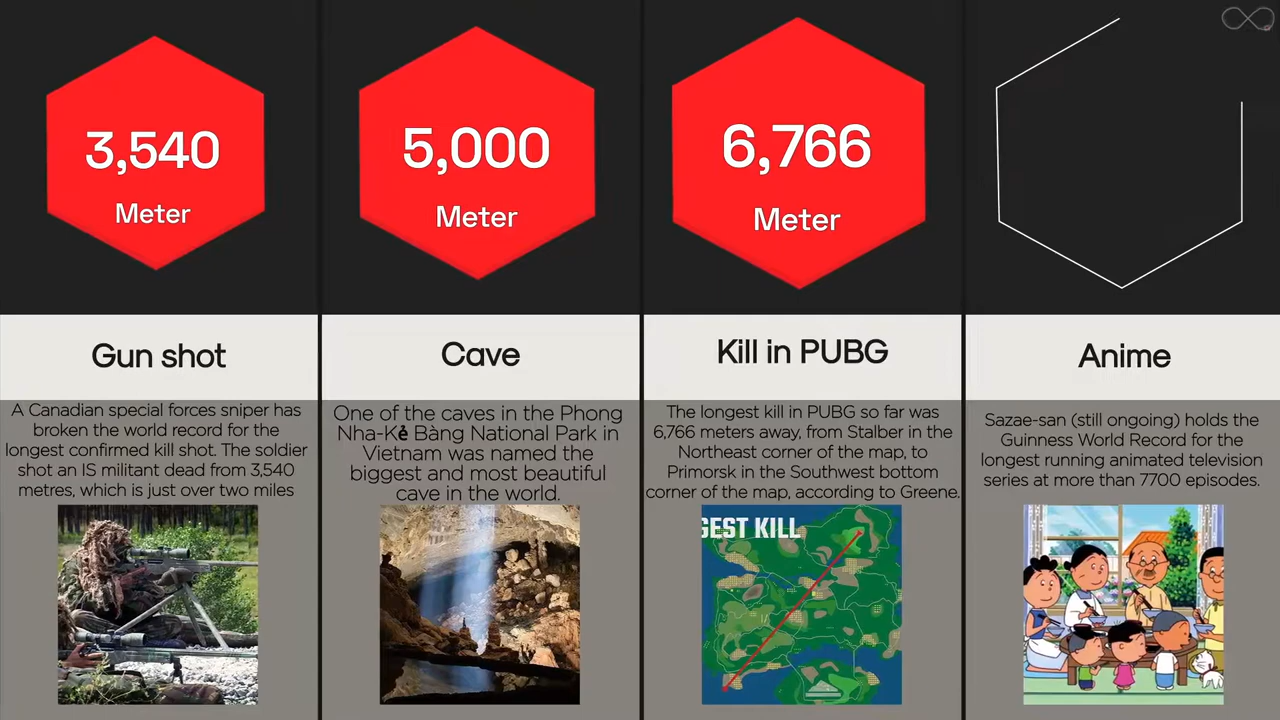 3,540
Meter
5,000
Meter
6,766
Meter
Gun shot
Cave
Kill in PUBG
Anime
A Canadian special forces sniper has
broken the world record for the
longest confirmed kill shot. The soldier
shot an IS militant dead from 3,540
metres, which is just over two miles
One of the caves in the Phong
Nha-Kẻ Bàng National Park in
Vietnam was named the
biggest and most beautiful
cave in the world.
The longest kill in PUBG so far was
6,766 meters away, from Stalber in the
Northeast corner of the map, to
Primorsk in the Southwest bottom
corner of the map, according to Greene.
Sazae-san (still ongoing) holds the
Guinness World Record for the
longest running animated television
series at more than 7700 episodes.
GEST KILL